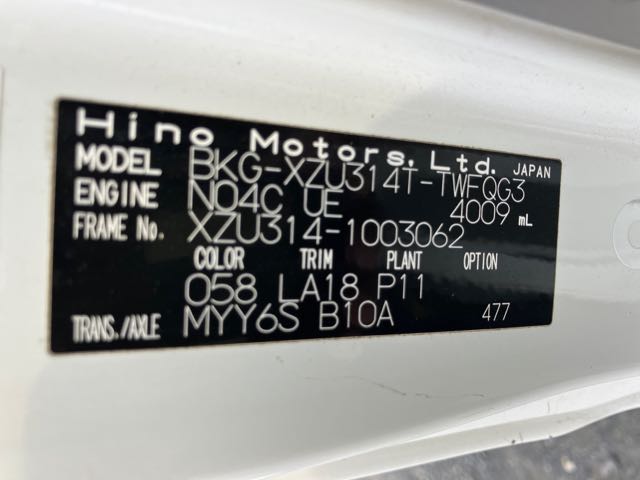 Hino Motors,Ltd. JAPAN
MODEL BKG-XZU314T-TWFQG3
ENGINE N04C UE 4009 mL
FRAME No. XZU314-1003062
COLOR TRIM PLANT OPTION
058 LA18 P11
TRANS./AXLE MYY6S B10A 477